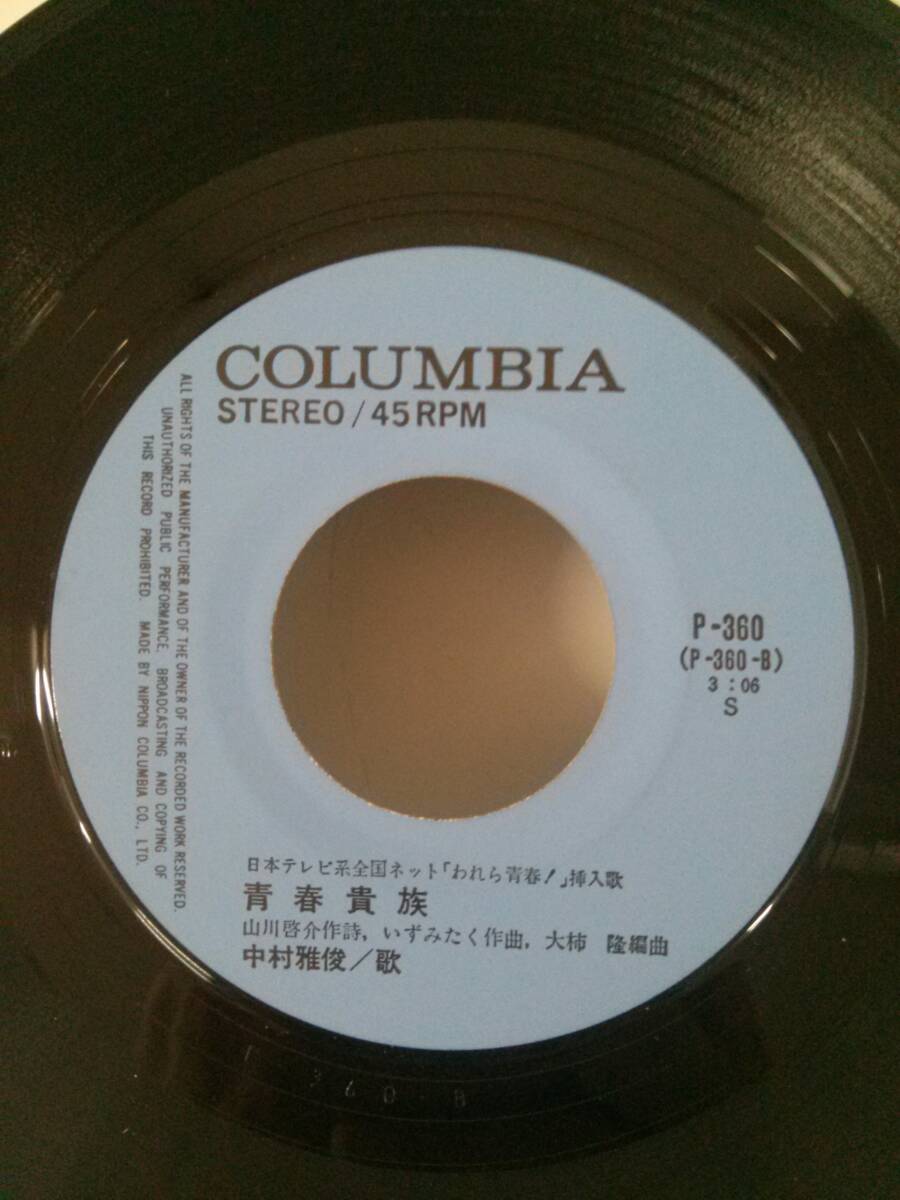 COLUMBIA
STEREO / 45 RPM
ALL RIGHTS OF THE MANUFACTURER AND OF THE OWNER OF THE RECORDED WORK RESERVED.
UNAUTHORIZED PUBLIC PERFORMANCE, BROADCASTING AND COPYING OF
THIS RECORD PROHIBITED. MADE BY NIPPON COLUMBIA CO., LTD.
P-360
(P-360-B)
3:06
S
日本テレビ系全国ネット「われら青春！」挿入歌
青春貴族
山川啓介作詩，いずみたく作曲，大柿 隆編曲
中村雅俊／歌
360-B